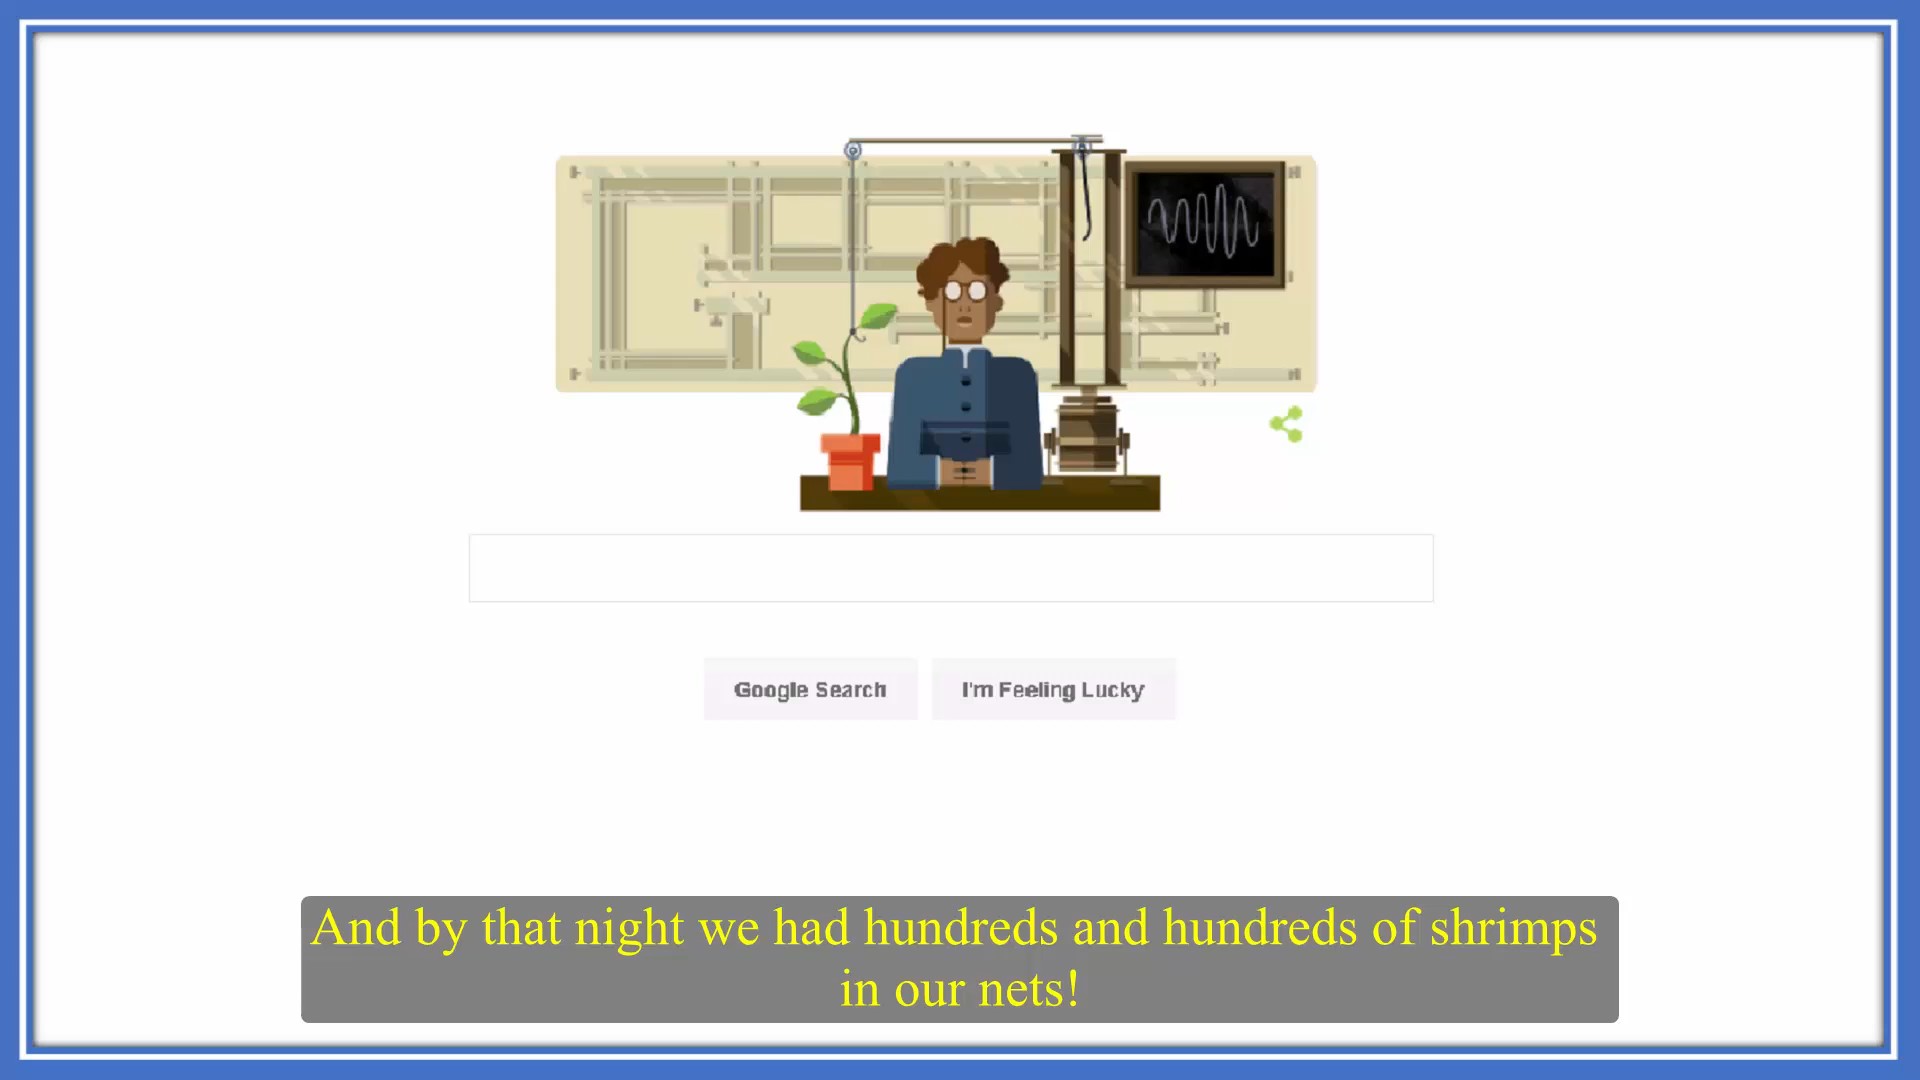 Google Search
I'm Feeling Lucky
And by that night we had hundreds and hundreds of shrimps
in our nets!